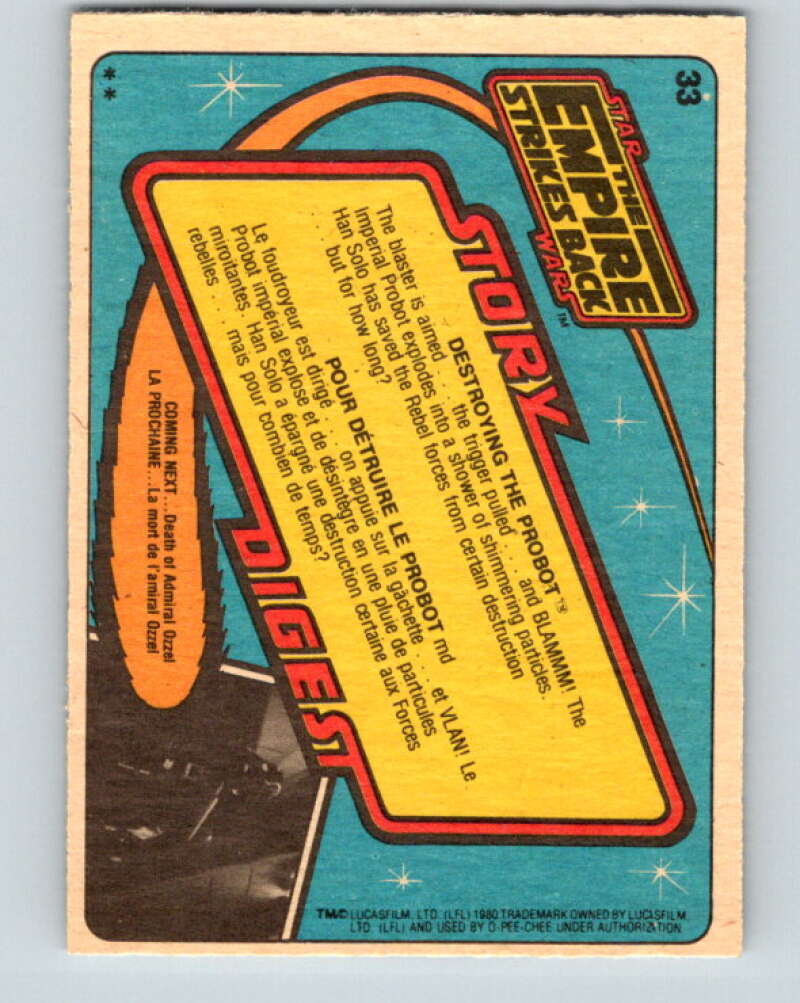 33
STAR
THE
EMPIRE
STRIKES BACK
WARS™
STORY
DESTROYING THE PROBOT™
The blaster is aimed . . . the trigger pulled . . . and BLAMMM! The
Imperial Probot explodes into a shower of shimmering particles.
Han Solo has saved the Rebel forces from certain destruction
. . . but for how long?
POUR DÉTRUIRE LE PROBOT md
Le foudroyeur est dirigé . . . on appuie sur la gâchette . . . et VLAN! Le
Probot impérial explose et de désintègre en une pluie de particules
miroitantes. Han Solo a épargné une destruction certaine aux Forces
rebelles . . . mais pour combien de temps?
DIGEST
COMING NEXT...Death of Admiral Ozzel
LA PROCHAINE...La mort de l'amiral Ozzel
TM© LUCASFILM, LTD. (LFL) 1980 TRADEMARK OWNED BY LUCASFILM,
LTD. (LFL) AND USED BY O-PEE-CHEE UNDER AUTHORIZATION.
**